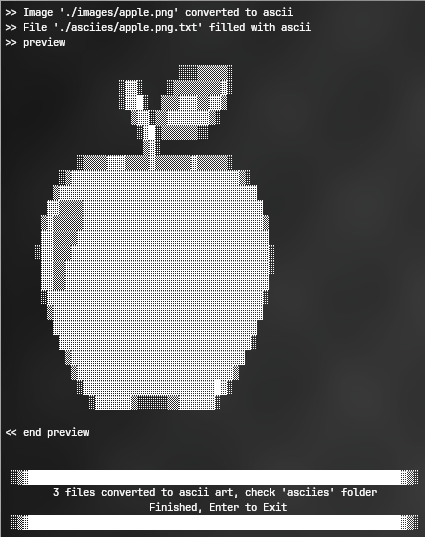 >> Image './images/apple.png' converted to ascii
>> File './asciies/apple.png.txt' filled with ascii
>> preview
<< end preview
3 files converted to ascii art, check 'asciies' folder
Finished, Enter to Exit